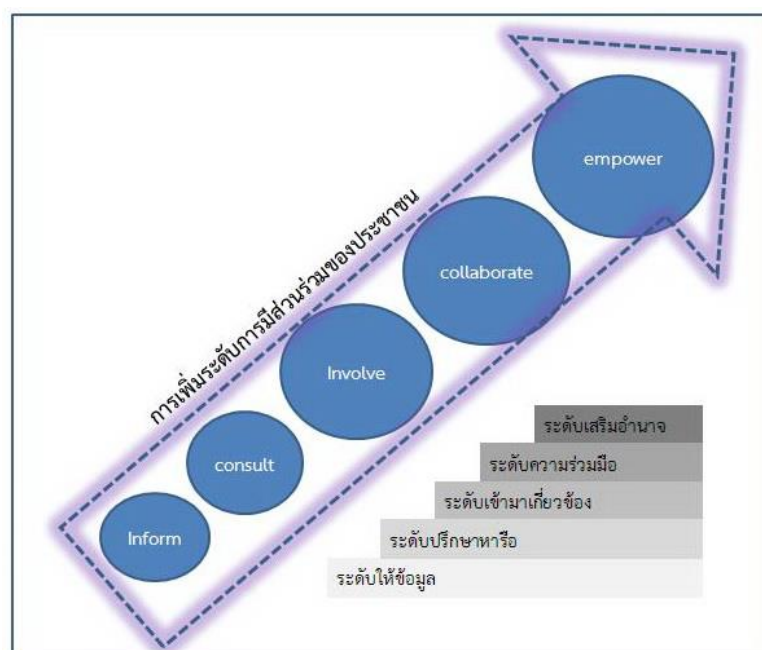 empower
collaborate
Involve
consult
Inform
การเพิ่มระดับการมีส่วนร่วมของประชาชน
ระดับเสริมอำนาจ
ระดับความร่วมมือ
ระดับเข้ามาเกี่ยวข้อง
ระดับปรึกษาหารือ
ระดับให้ข้อมูล